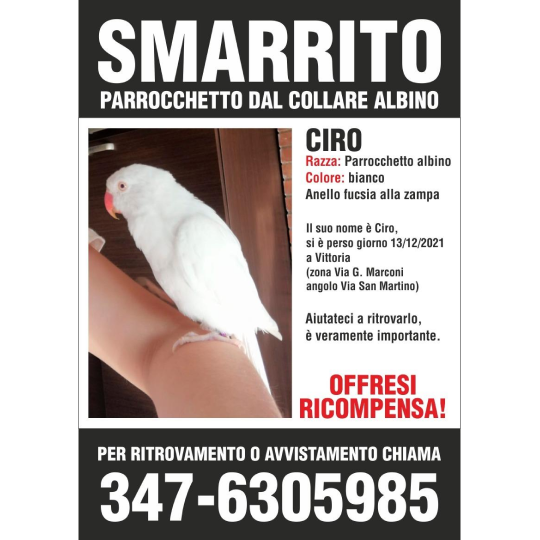 SMARRITO
PARROCCHETTO DAL COLLARE ALBINO
CIRO
Razza: Parrocchetto albino
Colore: bianco
Anello fucsia alla zampa
Il suo nome è Ciro,
si è perso giorno 13/12/2021
a Vittoria
(zona Via G. Marconi
angolo Via San Martino)
Aiutateci a ritrovarlo,
è veramente importante.
OFFRESI
RICOMPENSA!
PER RITROVAMENTO O AVVISTAMENTO CHIAMA
347-6305985